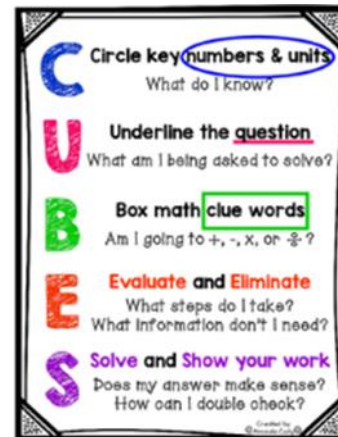 C
Circle key numbers & units
What do I know?
U
Underline the question
What am I being asked to solve?
B
Box math clue words
Am I going to +, -, x, or ÷?
E
Evaluate and Eliminate
What steps do I take?
What information don't I need?
S
Solve and Show your work
Does my answer make sense?
How can I double check?
Created by